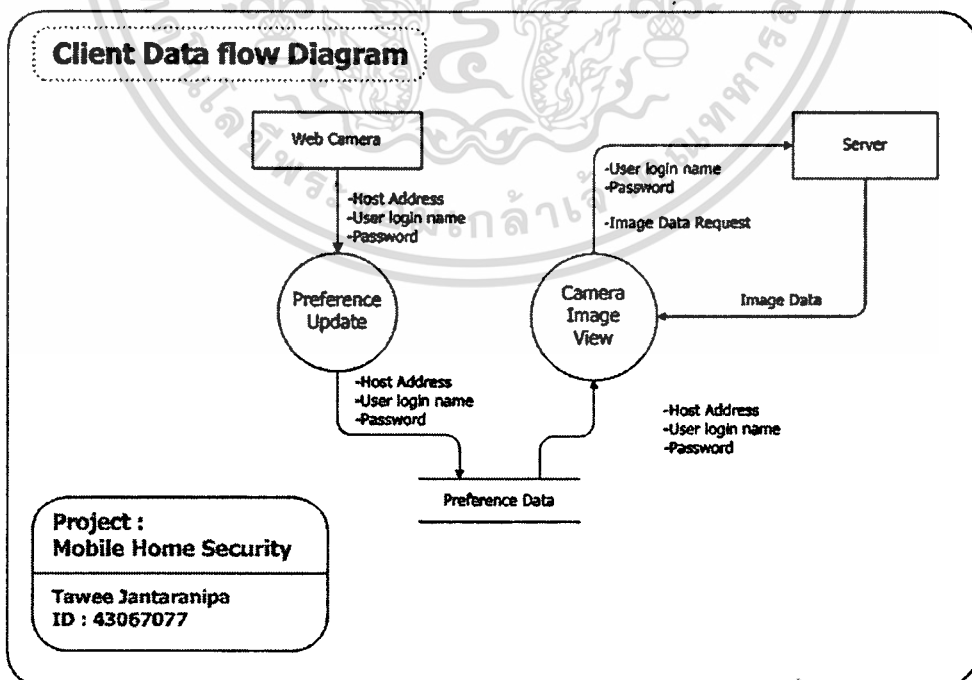 Client Data flow Diagram
Web Camera
Server
-Host Address
-User login name
-Password
-User login name
-Password
-Image Data Request
Preference
Update
Camera
Image
View
Image Data
-Host Address
-User login name
-Password
-Host Address
-User login name
-Password
Preference Data
Project :
Mobile Home Security
Tawee Jantaranipa
ID : 43067077